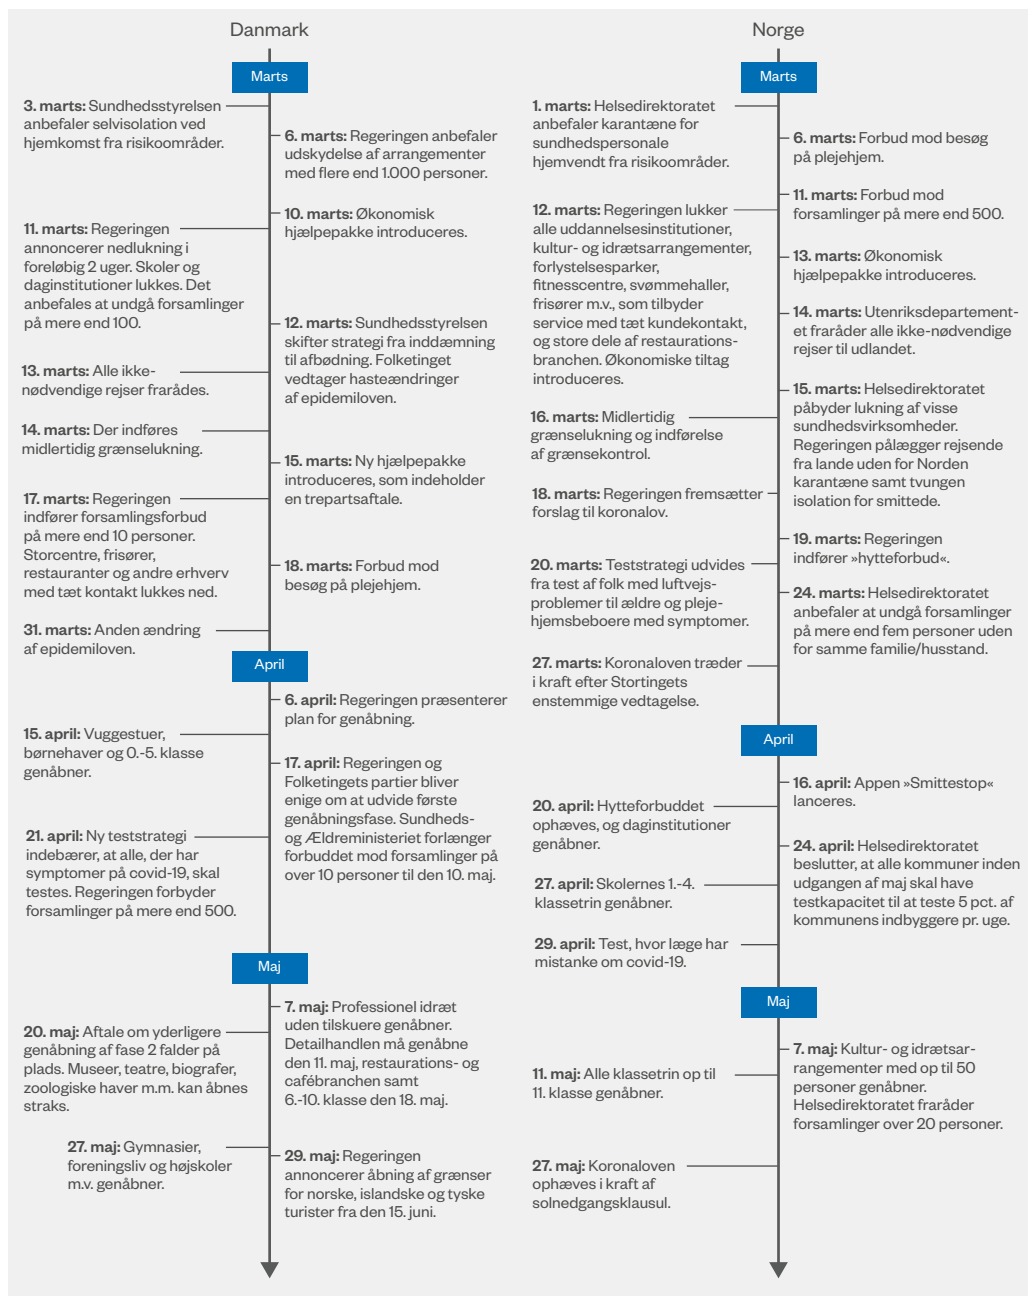 Danmark
Marts
3. marts: Sundhedsstyrelsen
anbefaler selvisolation ved
hjemkomst fra risikoområder.
6. marts: Regeringen anbefaler
udskydelse af arrangementer
med flere end 1.000 personer.
10. marts: Økonomisk
hjælpepakke introduceres.
11. marts: Regeringen
annoncerer nedlukning i
foreløbig 2 uger. Skoler og
daginstitutioner lukkes. Det
anbefales at undgå forsamlinger
på mere end 100.
12. marts: Sundhedsstyrelsen
skifter strategi fra inddæmning
til afbødning. Folketinget
vedtager hasteændringer
af epidemiloven.
13. marts: Alle ikke-
nødvendige rejser frarådes.
14. marts: Der indføres
midlertidig grænselukning.
15. marts: Ny hjælpepakke
introduceres, som indeholder
en trepartsaftale.
17. marts: Regeringen
indfører forsamlingsforbud
på mere end 10 personer.
Storcentre, frisører,
restauranter og andre erhverv
med tæt kontakt lukkes ned.
18. marts: Forbud mod
besøg på plejehjem.
31. marts: Anden ændring
af epidemiloven.
April
6. april: Regeringen præsenterer
plan for genåbning.
15. april: Vuggestuer,
børnehaver og 0.-5. klasse
genåbner.
17. april: Regeringen og
Folketingets partier bliver
enige om at udvide første
genåbningsfase. Sundheds-
og Ældreministeriet forlænger
forbuddet mod forsamlinger på
over 10 personer til den 10. maj.
21. april: Ny teststrategi
indebærer, at alle, der har
symptomer på covid-19, skal
testes. Regeringen forbyder
forsamlinger på mere end 500.
Maj
7. maj: Professionel idræt
uden tilskuere genåbner.
Detailhandlen må genåbne
den 11. maj, restaurations- og
cafébranchen samt
6.-10. klasse den 18. maj.
20. maj: Aftale om yderligere
genåbning af fase 2 falder på
plads. Museer, teatre, biografer,
zoologiske haver m.m. kan åbnes
straks.
27. maj: Gymnasier,
foreningsliv og højskoler
m.v. genåbner.
29. maj: Regeringen
annoncerer åbning af grænser
for norske, islandske og tyske
turister fra den 15. juni.
Norge
Marts
1. marts: Helsedirektoratet
anbefaler karantæne for
sundhedspersonale
hjemvendt fra risikoområder.
6. marts: Forbud mod besøg
på plejehjem.
11. marts: Forbud mod
forsamlinger på mere end 500.
12. marts: Regeringen lukker
alle uddannelsesinstitutioner,
kultur- og idrætsarrangementer,
forlystelsesparker,
fitnesscentre, svømmehaller,
frisører m.v., som tilbyder
service med tæt kundekontakt,
og store dele af restaurations-
branchen. Økonomiske tiltag
introduceres.
13. marts: Økonomisk
hjælpepakke introduceres.
14. marts: Utenriksdepartement-
et fraråder alle ikke-nødvendige
rejser til udlandet.
15. marts: Helsedirektoratet
påbyder lukning af visse
sundhedsvirksomheder.
Regeringen pålægger rejsende
fra lande uden for Norden
karantæne samt tvungen
isolation for smittede.
16. marts: Midlertidig
grænselukning og indførelse
af grænsekontrol.
18. marts: Regeringen fremsætter
forslag til koronalov.
19. marts: Regeringen
indfører »hytteforbud«.
20. marts: Teststrategi udvides
fra test af folk med luftvejs-
problemer til ældre og pleje-
hjemsbeboere med symptomer.
24. marts: Helsedirektoratet
anbefaler at undgå forsamlinger
på mere end fem personer uden
for samme familie/husstand.
27. marts: Koronaloven træder
i kraft efter Stortingets
enstemmige vedtagelse.
April
16. april: Appen »Smittestop«
lanceres.
20. april: Hytteforbuddet
ophæves, og daginstitutioner
genåbner.
24. april: Helsedirektoratet
beslutter, at alle kommuner inden
udgangen af maj skal have
testkapacitet til at teste 5 pct. af
kommunens indbyggere pr. uge.
27. april: Skolernes 1.-4.
klassetrin genåbner.
29. april: Test, hvor læge har
mistanke om covid-19.
Maj
7. maj: Kultur- og idrætsar-
rangementer med op til 50
personer genåbner.
Helsedirektoratet fraråder
forsamlinger over 20 personer.
11. maj: Alle klassetrin op til
11. klasse genåbner.
27. maj: Koronaloven
ophæves i kraft af
solnedgangsklausul.